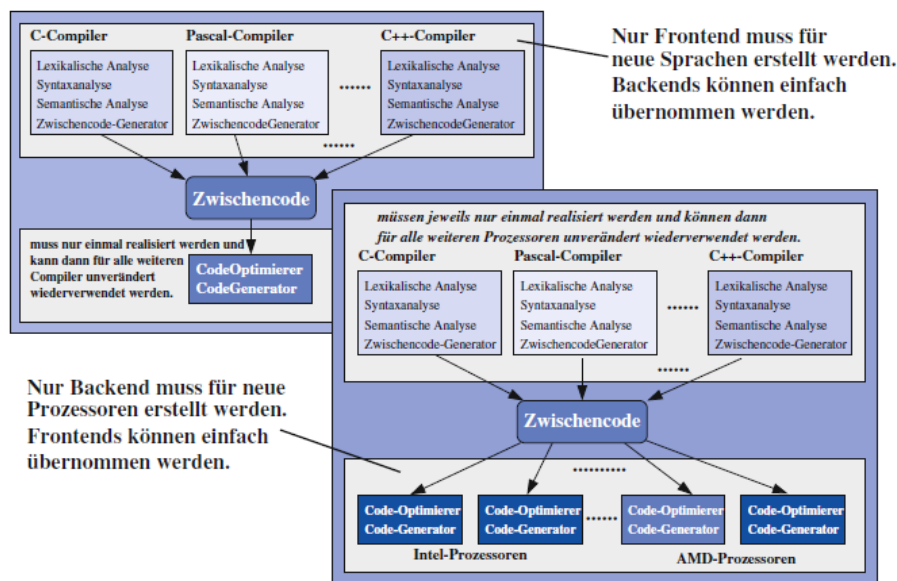 C-Compiler
Lexikalische Analyse
Syntaxanalyse
Semantische Analyse
Zwischencode-Generator
Pascal-Compiler
Lexikalische Analyse
Syntaxanalyse
Semantische Analyse
ZwischencodeGenerator
......
C++-Compiler
Lexikalische Analyse
Syntaxanalyse
Semantische Analyse
ZwischencodeGenerator
......
Zwischencode
muss nur einmal realisiert werden und
kann dann für alle weiteren
Compiler unverändert
wiederverwendet werden.
CodeOptimierer
CodeGenerator
Nur Frontend muss für
neue Sprachen erstellt werden.
Backends können einfach
übernommen werden.
müssen jeweils nur einmal realisiert werden und können dann
für alle weiteren Prozessoren unverändert wiederverwendet werden.
C-Compiler
Lexikalische Analyse
Syntaxanalyse
Semantische Analyse
Zwischencode-Generator
Pascal-Compiler
Lexikalische Analyse
Syntaxanalyse
Semantische Analyse
ZwischencodeGenerator
......
C++-Compiler
Lexikalische Analyse
Syntaxanalyse
Semantische Analyse
Zwischencode-Generator
......
Zwischencode
Nur Backend muss für neue
Prozessoren erstellt werden.
Frontends können einfach
übernommen werden.
..........
Code-Optimierer
Code-Generator
Code-Optimierer
Code-Generator
......
Code-Optimierer
Code-Generator
Code-Optimierer
Code-Generator
Intel-Prozessoren
AMD-Prozessoren